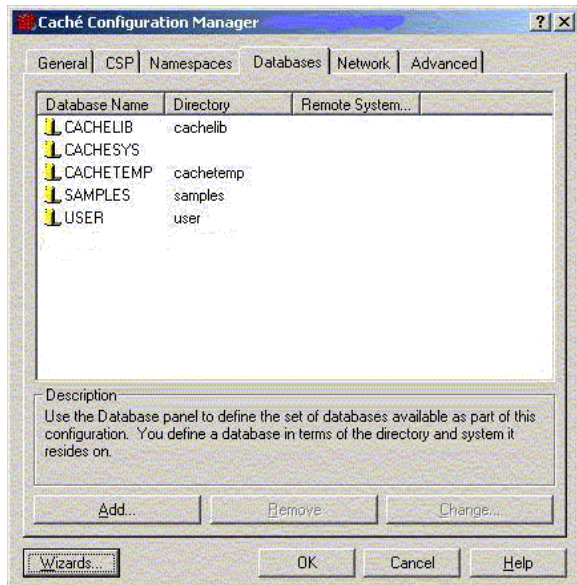 Caché Configuration Manager
General CSP Namespaces Databases Network Advanced
Database Name Directory Remote System...
CACHELIB cachelib
CACHESYS
CACHETEMP cachetemp
SAMPLES samples
USER user
Description
Use the Database panel to define the set of databases available as part of this
configuration. You define a database in terms of the directory and system it
resides on.
Add... Remove Change...
Wizards... OK Cancel Help